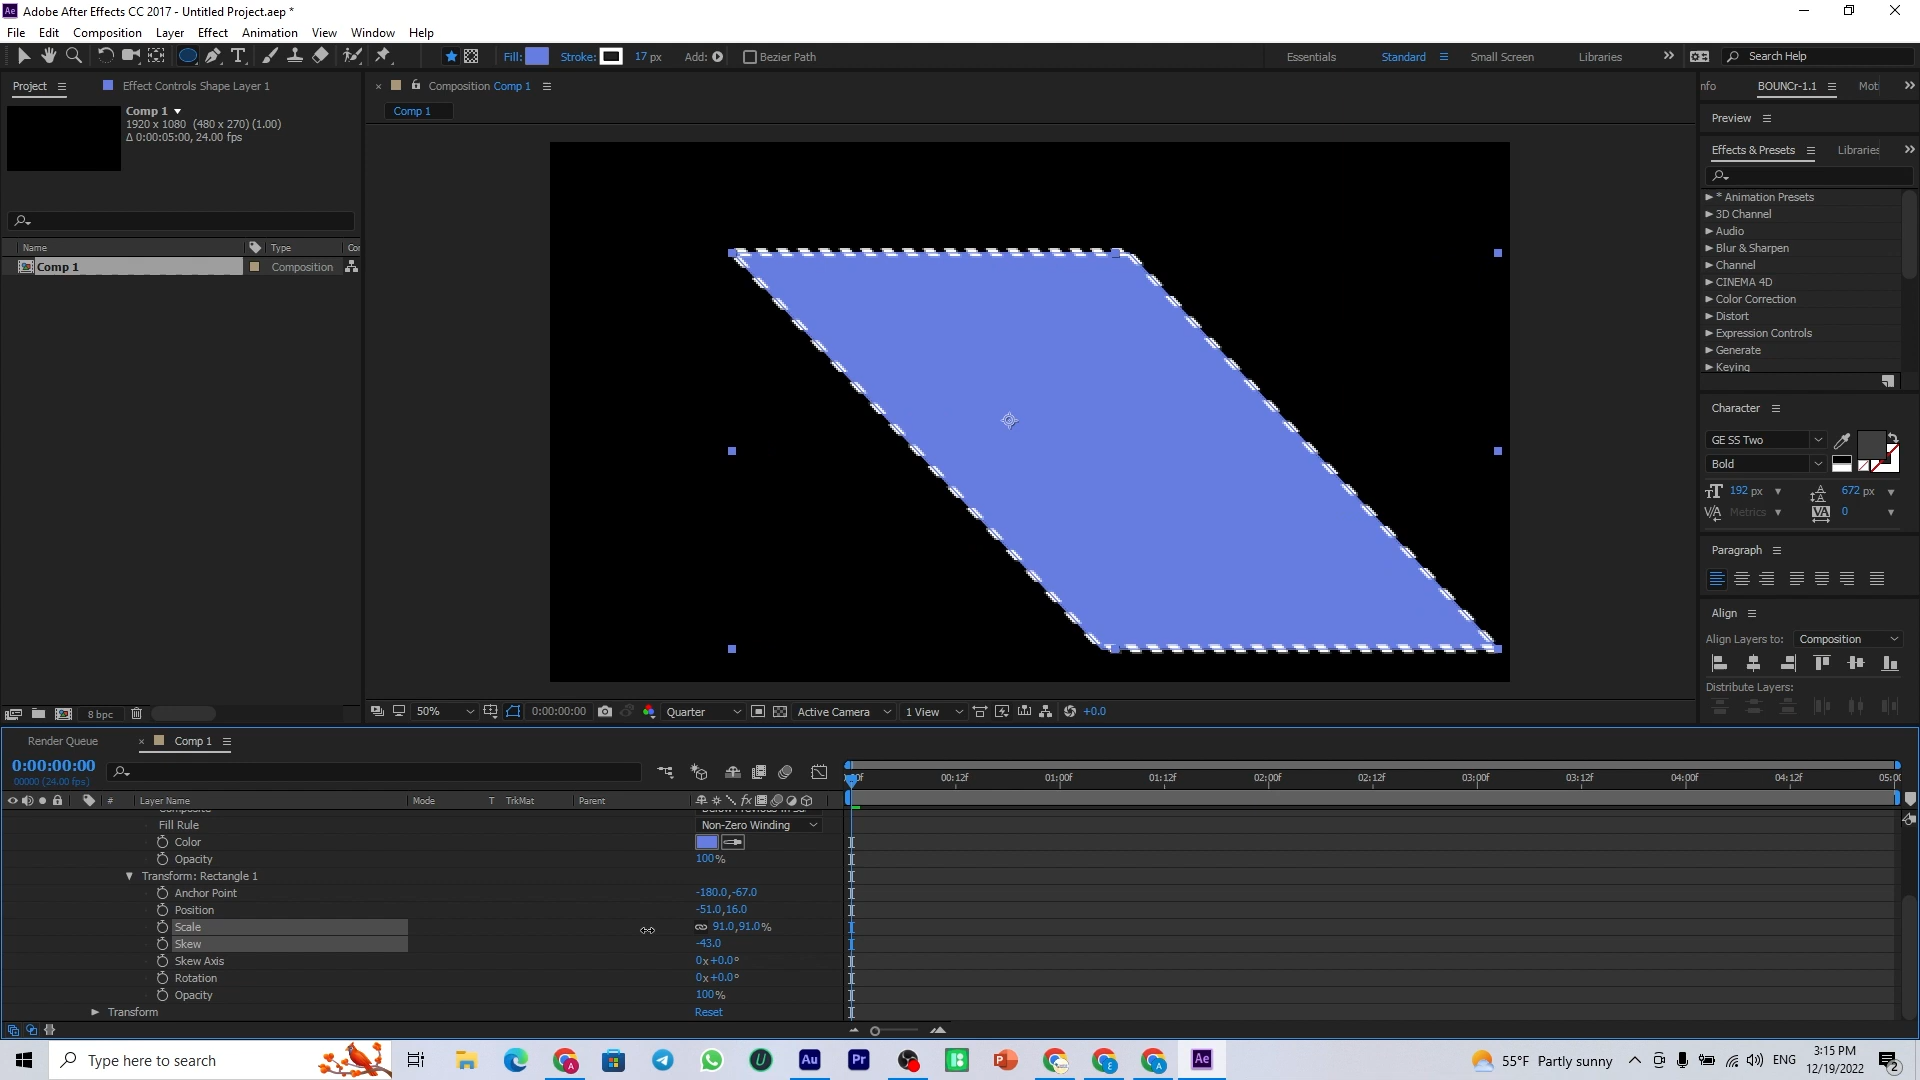 Adobe After Effects CC 2017 - Untitled Project.aep *
File Edit Composition Layer Effect Animation View Window Help
Fill: Stroke: 17 px Add: Bezier Path Essentials Standard Small Screen Libraries Search Help
Project Effect Controls Shape Layer 1
Composition Comp 1
nfo BOUNCr-1.1
Comp 1
1920 x 1080 (480 x 270) (1.00)
Δ 0:00:05:00, 24.00 fps
Comp 1
Preview
Effects & Presets Libraries
* Animation Presets
3D Channel
Audio
Blur & Sharpen
Channel
CINEMA 4D
Color Correction
Distort
Expression Controls
Generate
Keying
Name Type
Comp 1 Composition
Character
GE SS Two
Bold
192 px 672 px
Metrics 0
Paragraph
Align
Align Layers to: Composition
Distribute Layers:
8 bpc
50% 0:00:00:00 Quarter Active Camera 1 View +0.0
Render Queue Comp 1
0:00:00:00
00000 (24.00 fps)
00:12f 01:00f 01:12f 02:00f 02:12f 03:00f 03:12f 04:00f 04:12f
# Layer Name Mode T TrkMat Parent
Fill Rule Non-Zero Winding
Color
Opacity 100%
Transform: Rectangle 1
Anchor Point -180.0,-67.0
Position -51.0,16.0
Scale 91.0,91.0%
Skew -43.0
Skew Axis 0x+0.0°
Rotation 0x+0.0°
Opacity 100%
Transform Reset
Type here to search
55°F Partly sunny ENG 3:15 PM
12/19/2022